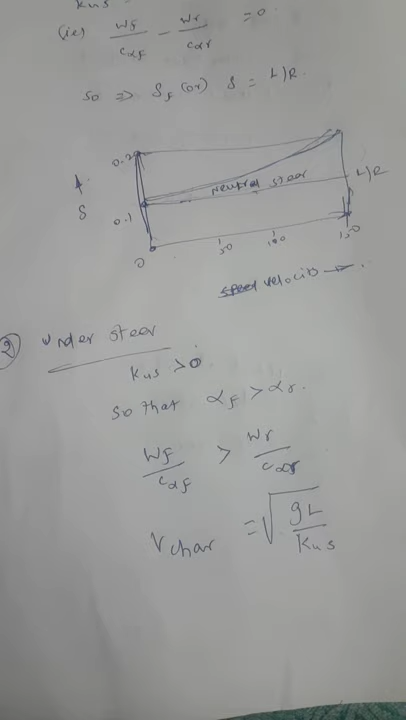 Kus
(ie) Wf/Cαf - Wr/Cαr = 0
so ⇒ δf (or) δ = L/R.
0.2
δ
0.1
neutral steer
L/R
0
50
100
150
velocity →.
② under steer
Kus > 0
so that αf > αr.
Wf/Cαf > Wr/Cαr
Vchar = √(gL/Kus)